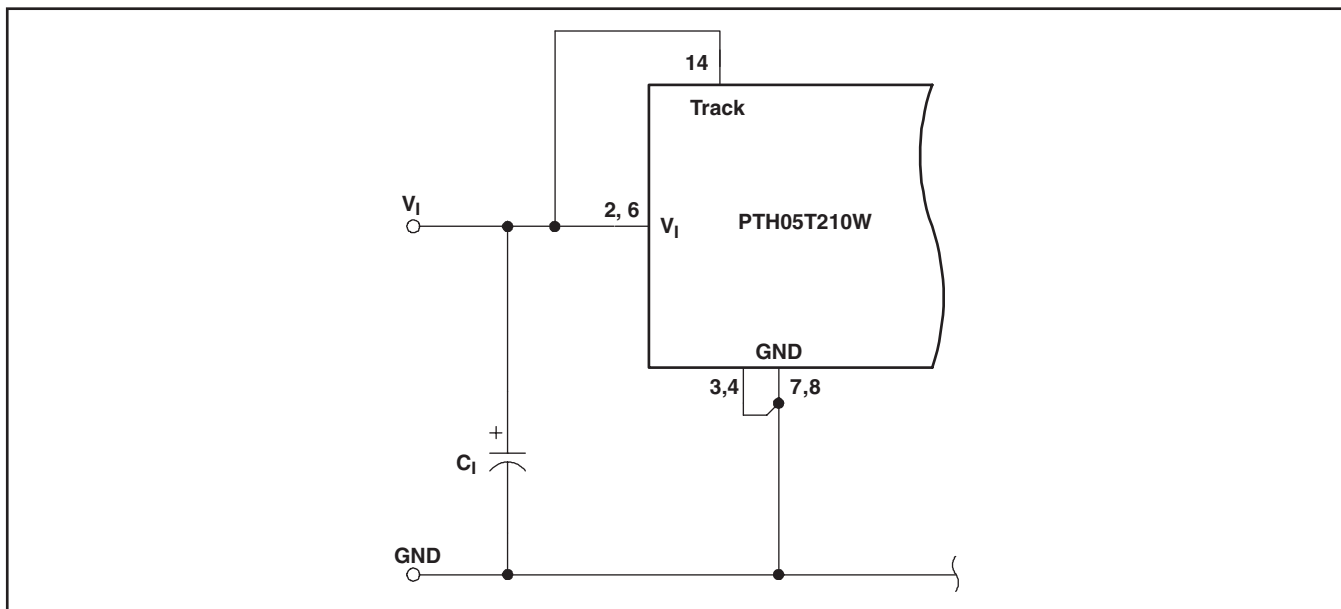 14
Track
VI
2, 6
VI
PTH05T210W
GND
3,4
7,8
+
CI
GND